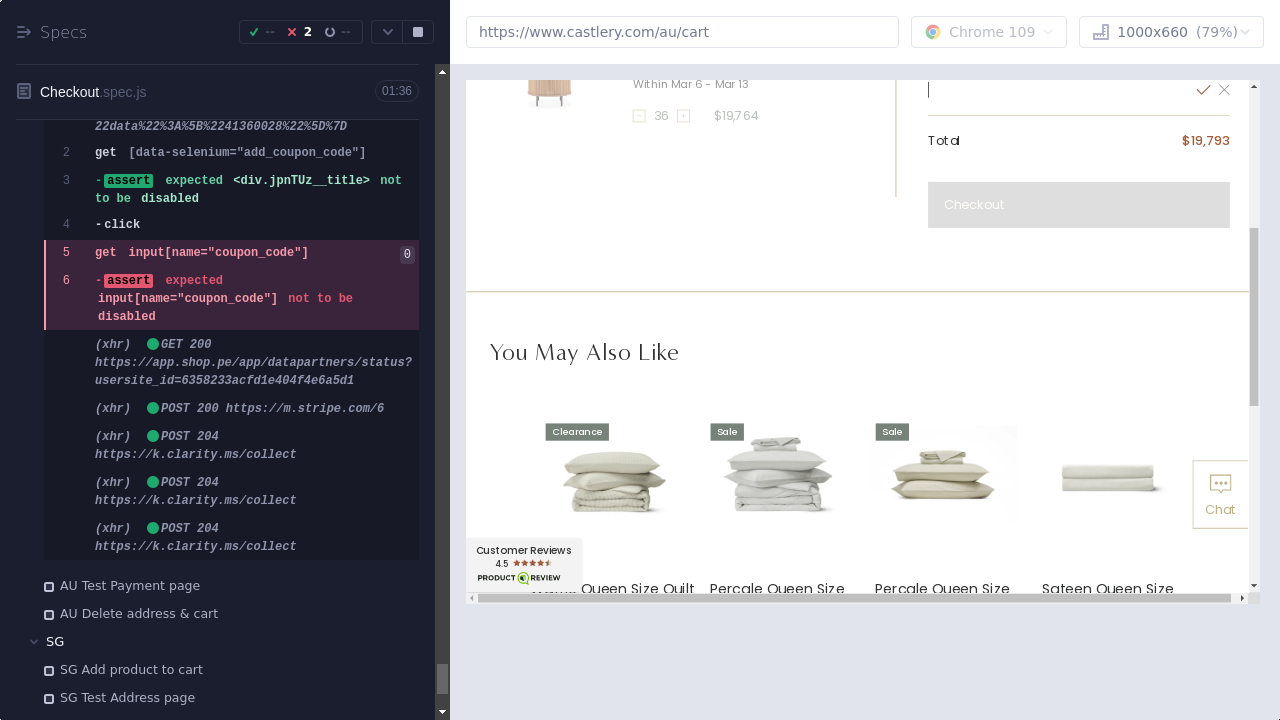 Specs
--
2
--
Checkout.spec.js
01:36
22data%22%3A%5B%2241360028%22%5D%7D
2 get [data-selenium="add_coupon_code"]
3 -assert expected <div.jpnTUz__title> not
to be disabled
4 -click
5 get input[name="coupon_code"] 0
6 -assert expected
input[name="coupon_code"] not to be
disabled
(xhr) GET 200
https://app.shop.pe/app/datapartners/status?
usersite_id=6358233acfd1e404f4e6a5d1
(xhr) POST 200 https://m.stripe.com/6
(xhr) POST 204
https://k.clarity.ms/collect
(xhr) POST 204
https://k.clarity.ms/collect
(xhr) POST 204
https://k.clarity.ms/collect
AU Test Payment page
AU Delete address & cart
SG
SG Add product to cart
SG Test Address page
https://www.castlery.com/au/cart
Chrome 109
1000x660 (79%)
Within Mar 6 - Mar 13
- 36 + $19,764
Total $19,793
Checkout
You May Also Like
Clearance
Sale
Sale
Chat
Customer Reviews
4.5
PRODUCT REVIEW
Queen Size Quilt
Percale Queen Size
Percale Queen Size
Sateen Queen Size